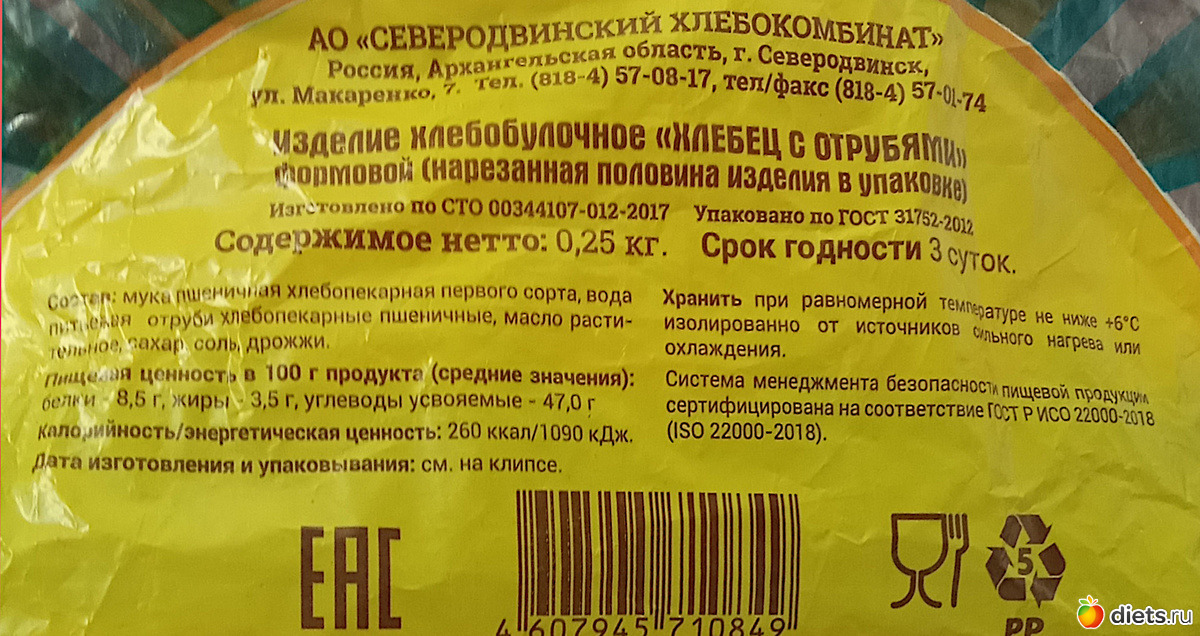 АО «СЕВЕРОДВИНСКИЙ ХЛЕБОКОМБИНАТ»
Россия, Архангельская область, г. Северодвинск,
ул. Макаренко, 7. Тел. (818-4) 57-08-17, тел/факс (818-4) 57-01-74
Изделие хлебобулочное «ХЛЕБЕЦ С ОТРУБЯМИ»
формовой (нарезанная половина изделия в упаковке)
Изготовлено по СТО 00344107-012-2017 Упаковано по ГОСТ 31752-2012
Содержимое нетто: 0,25 кг. Срок годности 3 суток.
Состав: мука пшеничная хлебопекарная первого сорта, вода
питьевая отруби хлебопекарные пшеничные, масло расти-
тельное, сахар, соль, дрожжи.
Пищевая ценность в 100 г продукта (средние значения):
белки - 8,5 г, жиры - 3,5 г, углеводы усвояемые - 47,0 г
Калорийность/энергетическая ценность: 260 ккал/1090 кДж.
Дата изготовления и упаковывания: см. на клипсе.
Хранить при равномерной температуре не ниже +6°С
изолированно от источников сильного нагрева или
охлаждения.
Система менеджмента безопасности пищевой продукции
сертифицирована на соответствие ГОСТ Р ИСО 22000-2018
(ISO 22000-2018).
ЕАС
4 607945 710849
5
PP
diets.ru